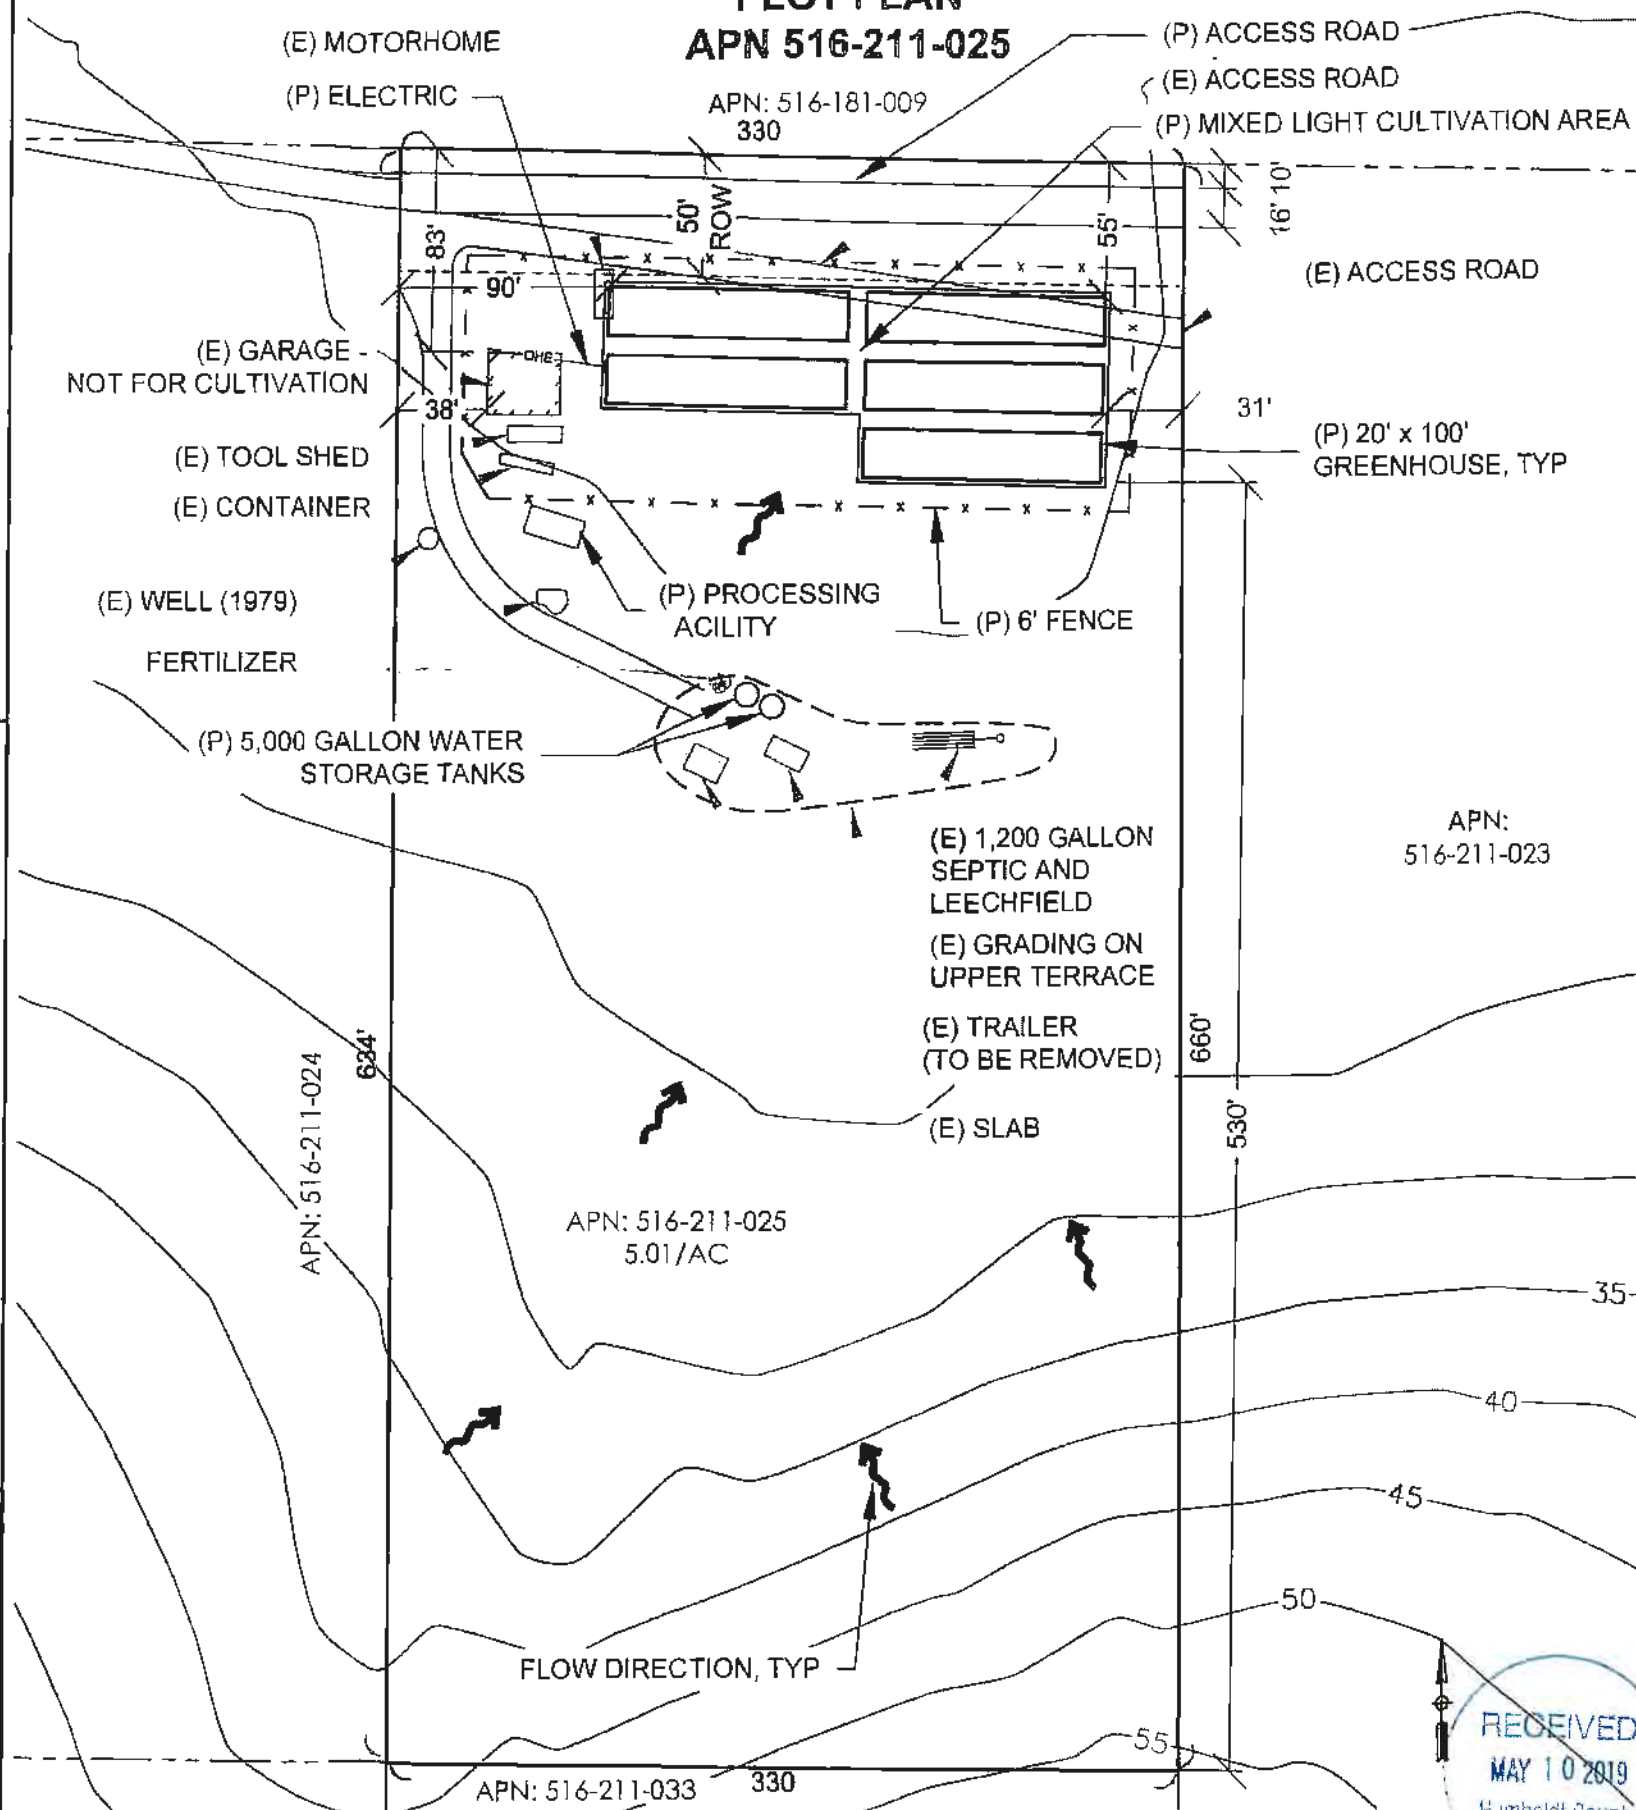 PLOT PLAN
APN 516-211-025
(E) MOTORHOME
(P) ELECTRIC
APN: 516-181-009
330
(P) ACCESS ROAD
(E) ACCESS ROAD
(P) MIXED LIGHT CULTIVATION AREA
50'
ROW
55'
16' 10'
83'
90'
(E) ACCESS ROAD
(E) GARAGE -
NOT FOR CULTIVATION
OHE
38'
31'
(P) 20' x 100'
GREENHOUSE, TYP
(E) TOOL SHED
(E) CONTAINER
(E) WELL (1979)
(P) PROCESSING
ACILITY
(P) 6' FENCE
FERTILIZER
(P) 5,000 GALLON WATER
STORAGE TANKS
(E) 1,200 GALLON
SEPTIC AND
LEECHFIELD
APN:
516-211-023
(E) GRADING ON
UPPER TERRACE
(E) TRAILER
(TO BE REMOVED)
(E) SLAB
634'
660'
530'
APN: 516-211-024
APN: 516-211-025
5.01/AC
35
40
45
50
FLOW DIRECTION, TYP
55
APN: 516-211-033
330
RECEIVED
MAY 10 2019
Humboldt County